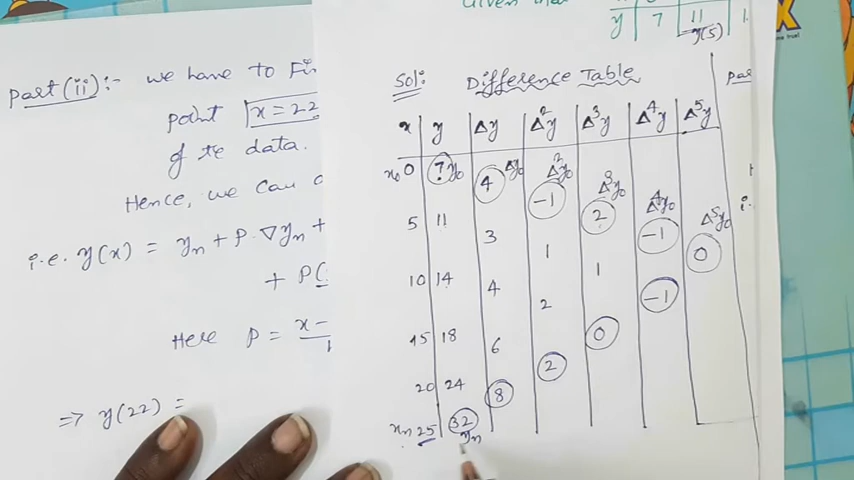 Part (ii):- we have to Fi
point x = 22
of te data.
Hence, we can
i.e. y(x) = yn + P. ∇yn +
+ P(
Here P = x -
⇒ y(22) =
Given
y 7 11 1
y(5)
Sol: Difference Table
x y Δy Δ²y Δ³y Δ⁴y Δ⁵y
x₀ 0 7 y₀
4 Δy₀
-1 Δ²y₀
2 Δ³y₀
-1 Δ⁴y₀
0 Δ⁵y₀
5 11
3
1
1
-1
10 14
4
2
0
15 18
6
2
20 24
8
xn 25 32 yn
Par
i.